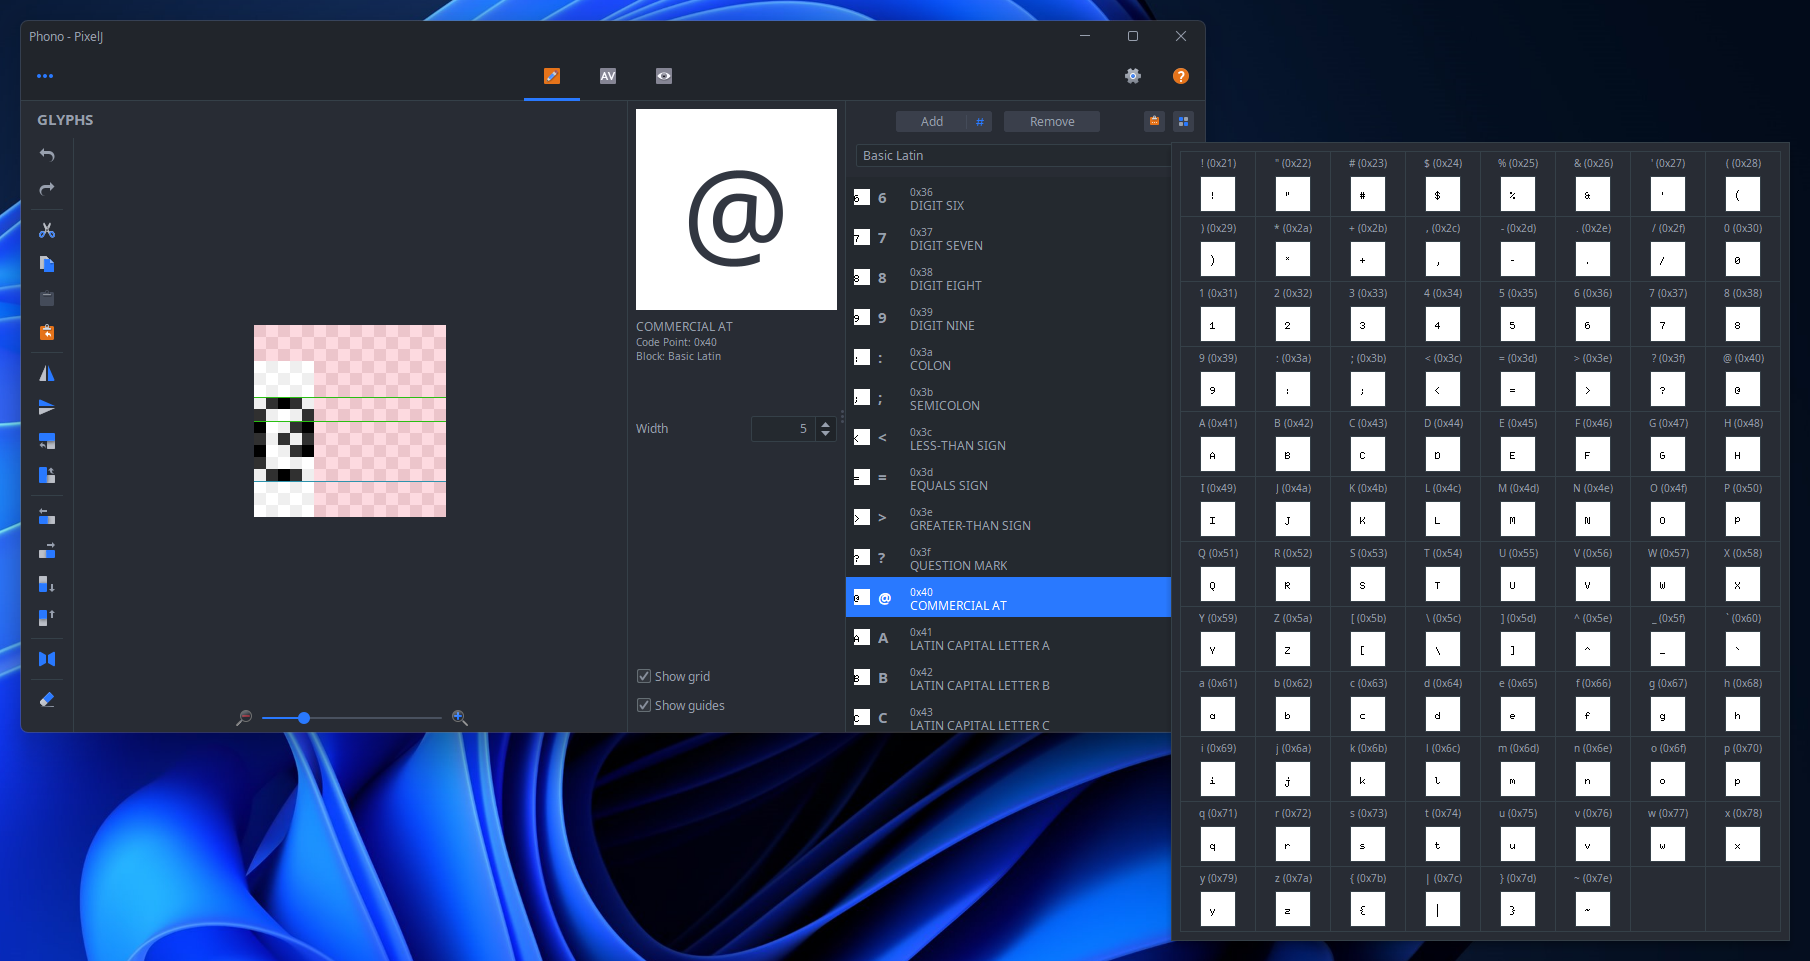 Phono - PixelJ
AV
?
GLYPHS
@
COMMERCIAL AT
Code Point: 0x40
Block: Basic Latin
Width
5
Show grid
Show guides
Add
#
Remove
Basic Latin
6 6 0x36
DIGIT SIX
7 7 0x37
DIGIT SEVEN
8 8 0x38
DIGIT EIGHT
9 9 0x39
DIGIT NINE
: : 0x3a
COLON
; ; 0x3b
SEMICOLON
< < 0x3c
LESS-THAN SIGN
= = 0x3d
EQUALS SIGN
> > 0x3e
GREATER-THAN SIGN
? ? 0x3f
QUESTION MARK
@ @ 0x40
COMMERCIAL AT
A A 0x41
LATIN CAPITAL LETTER A
B B 0x42
LATIN CAPITAL LETTER B
C C 0x43
LATIN CAPITAL LETTER C
! (0x21) " (0x22) # (0x23) $ (0x24) % (0x25) & (0x26) ' (0x27) ( (0x28)
! " # $ % & ' (
) (0x29) * (0x2a) + (0x2b) , (0x2c) - (0x2d) . (0x2e) / (0x2f) 0 (0x30)
) * + , - . / 0
1 (0x31) 2 (0x32) 3 (0x33) 4 (0x34) 5 (0x35) 6 (0x36) 7 (0x37) 8 (0x38)
1 2 3 4 5 6 7 8
9 (0x39) : (0x3a) ; (0x3b) < (0x3c) = (0x3d) > (0x3e) ? (0x3f) @ (0x40)
9 : ; < = > ? @
A (0x41) B (0x42) C (0x43) D (0x44) E (0x45) F (0x46) G (0x47) H (0x48)
A B C D E F G H
I (0x49) J (0x4a) K (0x4b) L (0x4c) M (0x4d) N (0x4e) O (0x4f) P (0x50)
I J K L M N O P
Q (0x51) R (0x52) S (0x53) T (0x54) U (0x55) V (0x56) W (0x57) X (0x58)
Q R S T U V W X
Y (0x59) Z (0x5a) [ (0x5b) \ (0x5c) ] (0x5d) ^ (0x5e) _ (0x5f) ` (0x60)
Y Z [ \ ] ^ _ `
a (0x61) b (0x62) c (0x63) d (0x64) e (0x65) f (0x66) g (0x67) h (0x68)
a b c d e f g h
i (0x69) j (0x6a) k (0x6b) l (0x6c) m (0x6d) n (0x6e) o (0x6f) p (0x70)
i j k l m n o p
q (0x71) r (0x72) s (0x73) t (0x74) u (0x75) v (0x76) w (0x77) x (0x78)
q r s t u v w x
y (0x79) z (0x7a) { (0x7b) | (0x7c) } (0x7d) ~ (0x7e)
y z { | } ~